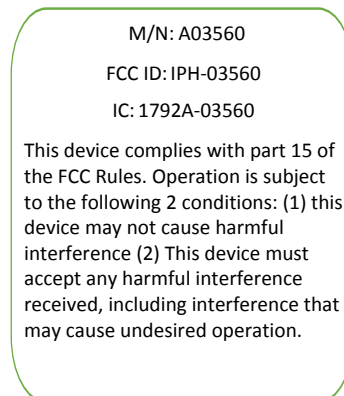 M/N: A03560
FCC ID: IPH-03560
IC: 1792A-03560
This device complies with part 15 of
the FCC Rules. Operation is subject
to the following 2 conditions: (1) this
device may not cause harmful
interference (2) This device must
accept any harmful interference
received, including interference that
may cause undesired operation.